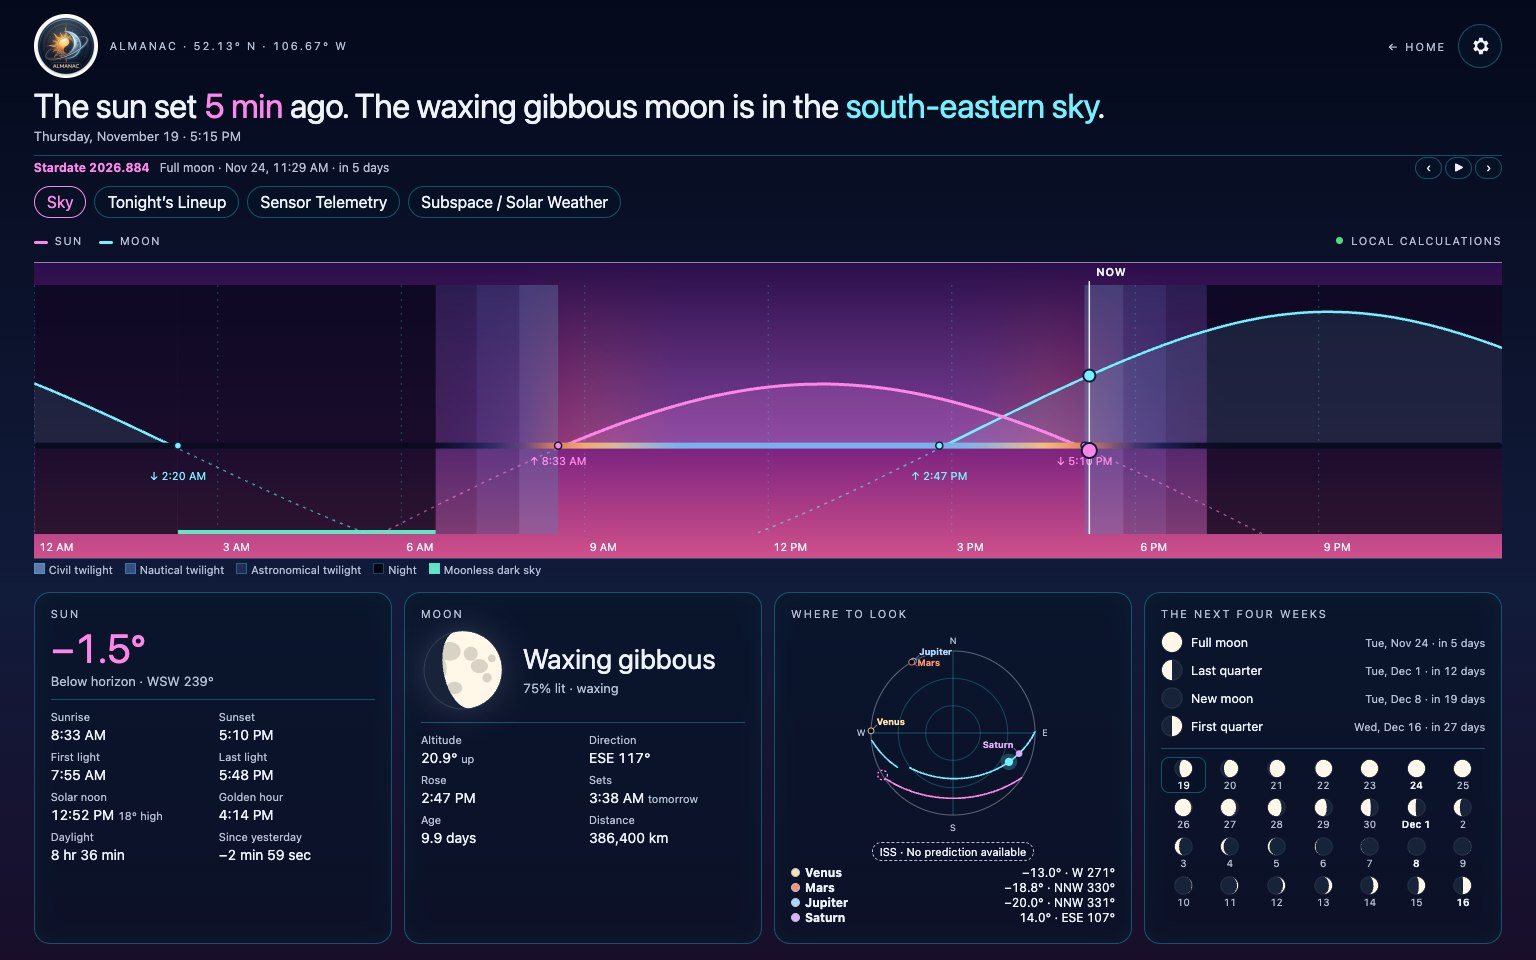 ALMANAC
ALMANAC · 52.13° N · 106.67° W
← HOME
The sun set 5 min ago. The waxing gibbous moon is in the south-eastern sky.
Thursday, November 19 · 5:15 PM
Stardate 2026.884 Full moon · Nov 24, 11:29 AM · in 5 days
Sky Tonight's Lineup Sensor Telemetry Subspace / Solar Weather
SUN MOON
LOCAL CALCULATIONS
NOW
↑ 8:33 AM
↓ 5:10 PM
↓ 2:20 AM
↑ 2:47 PM
12 AM 3 AM 6 AM 9 AM 12 PM 3 PM 6 PM 9 PM
Civil twilight Nautical twilight Astronomical twilight Night Moonless dark sky
SUN
−1.5°
Below horizon · WSW 239°
Sunrise Sunset
8:33 AM 5:10 PM
First light Last light
7:55 AM 5:48 PM
Solar noon Golden hour
12:52 PM 18° high 4:14 PM
Daylight Since yesterday
8 hr 36 min −2 min 59 sec
MOON
Waxing gibbous
75% lit · waxing
Altitude Direction
20.9° up ESE 117°
Rose Sets
2:47 PM 3:38 AM tomorrow
Age Distance
9.9 days 386,400 km
WHERE TO LOOK
N
Jupiter
Mars
Venus
W E
Saturn
S
ISS · No prediction available
Venus −13.0° · W 271°
Mars −18.8° · NNW 330°
Jupiter −20.0° · NNW 331°
Saturn 14.0° · ESE 107°
THE NEXT FOUR WEEKS
Full moon Tue, Nov 24 · in 5 days
Last quarter Tue, Dec 1 · in 12 days
New moon Tue, Dec 8 · in 19 days
First quarter Wed, Dec 16 · in 27 days
19 20 21 22 23 24 25
26 27 28 29 30 Dec 1 2
3 4 5 6 7 8 9
10 11 12 13 14 15 16